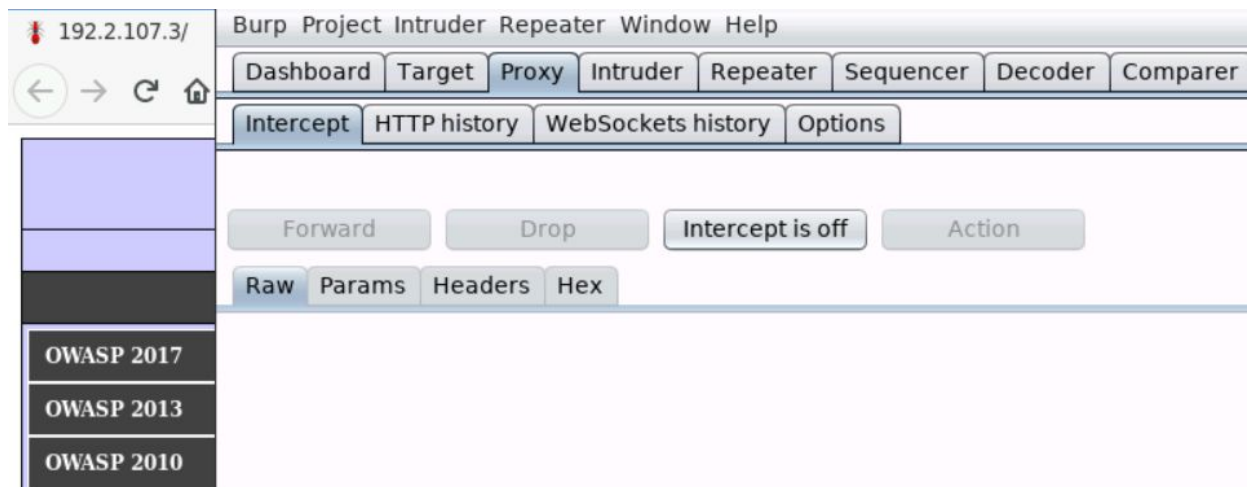 192.2.107.3/
Burp Project Intruder Repeater Window Help
Dashboard Target Proxy Intruder Repeater Sequencer Decoder Comparer
Intercept HTTP history WebSockets history Options
Forward Drop Intercept is off Action
Raw Params Headers Hex
OWASP 2017
OWASP 2013
OWASP 2010